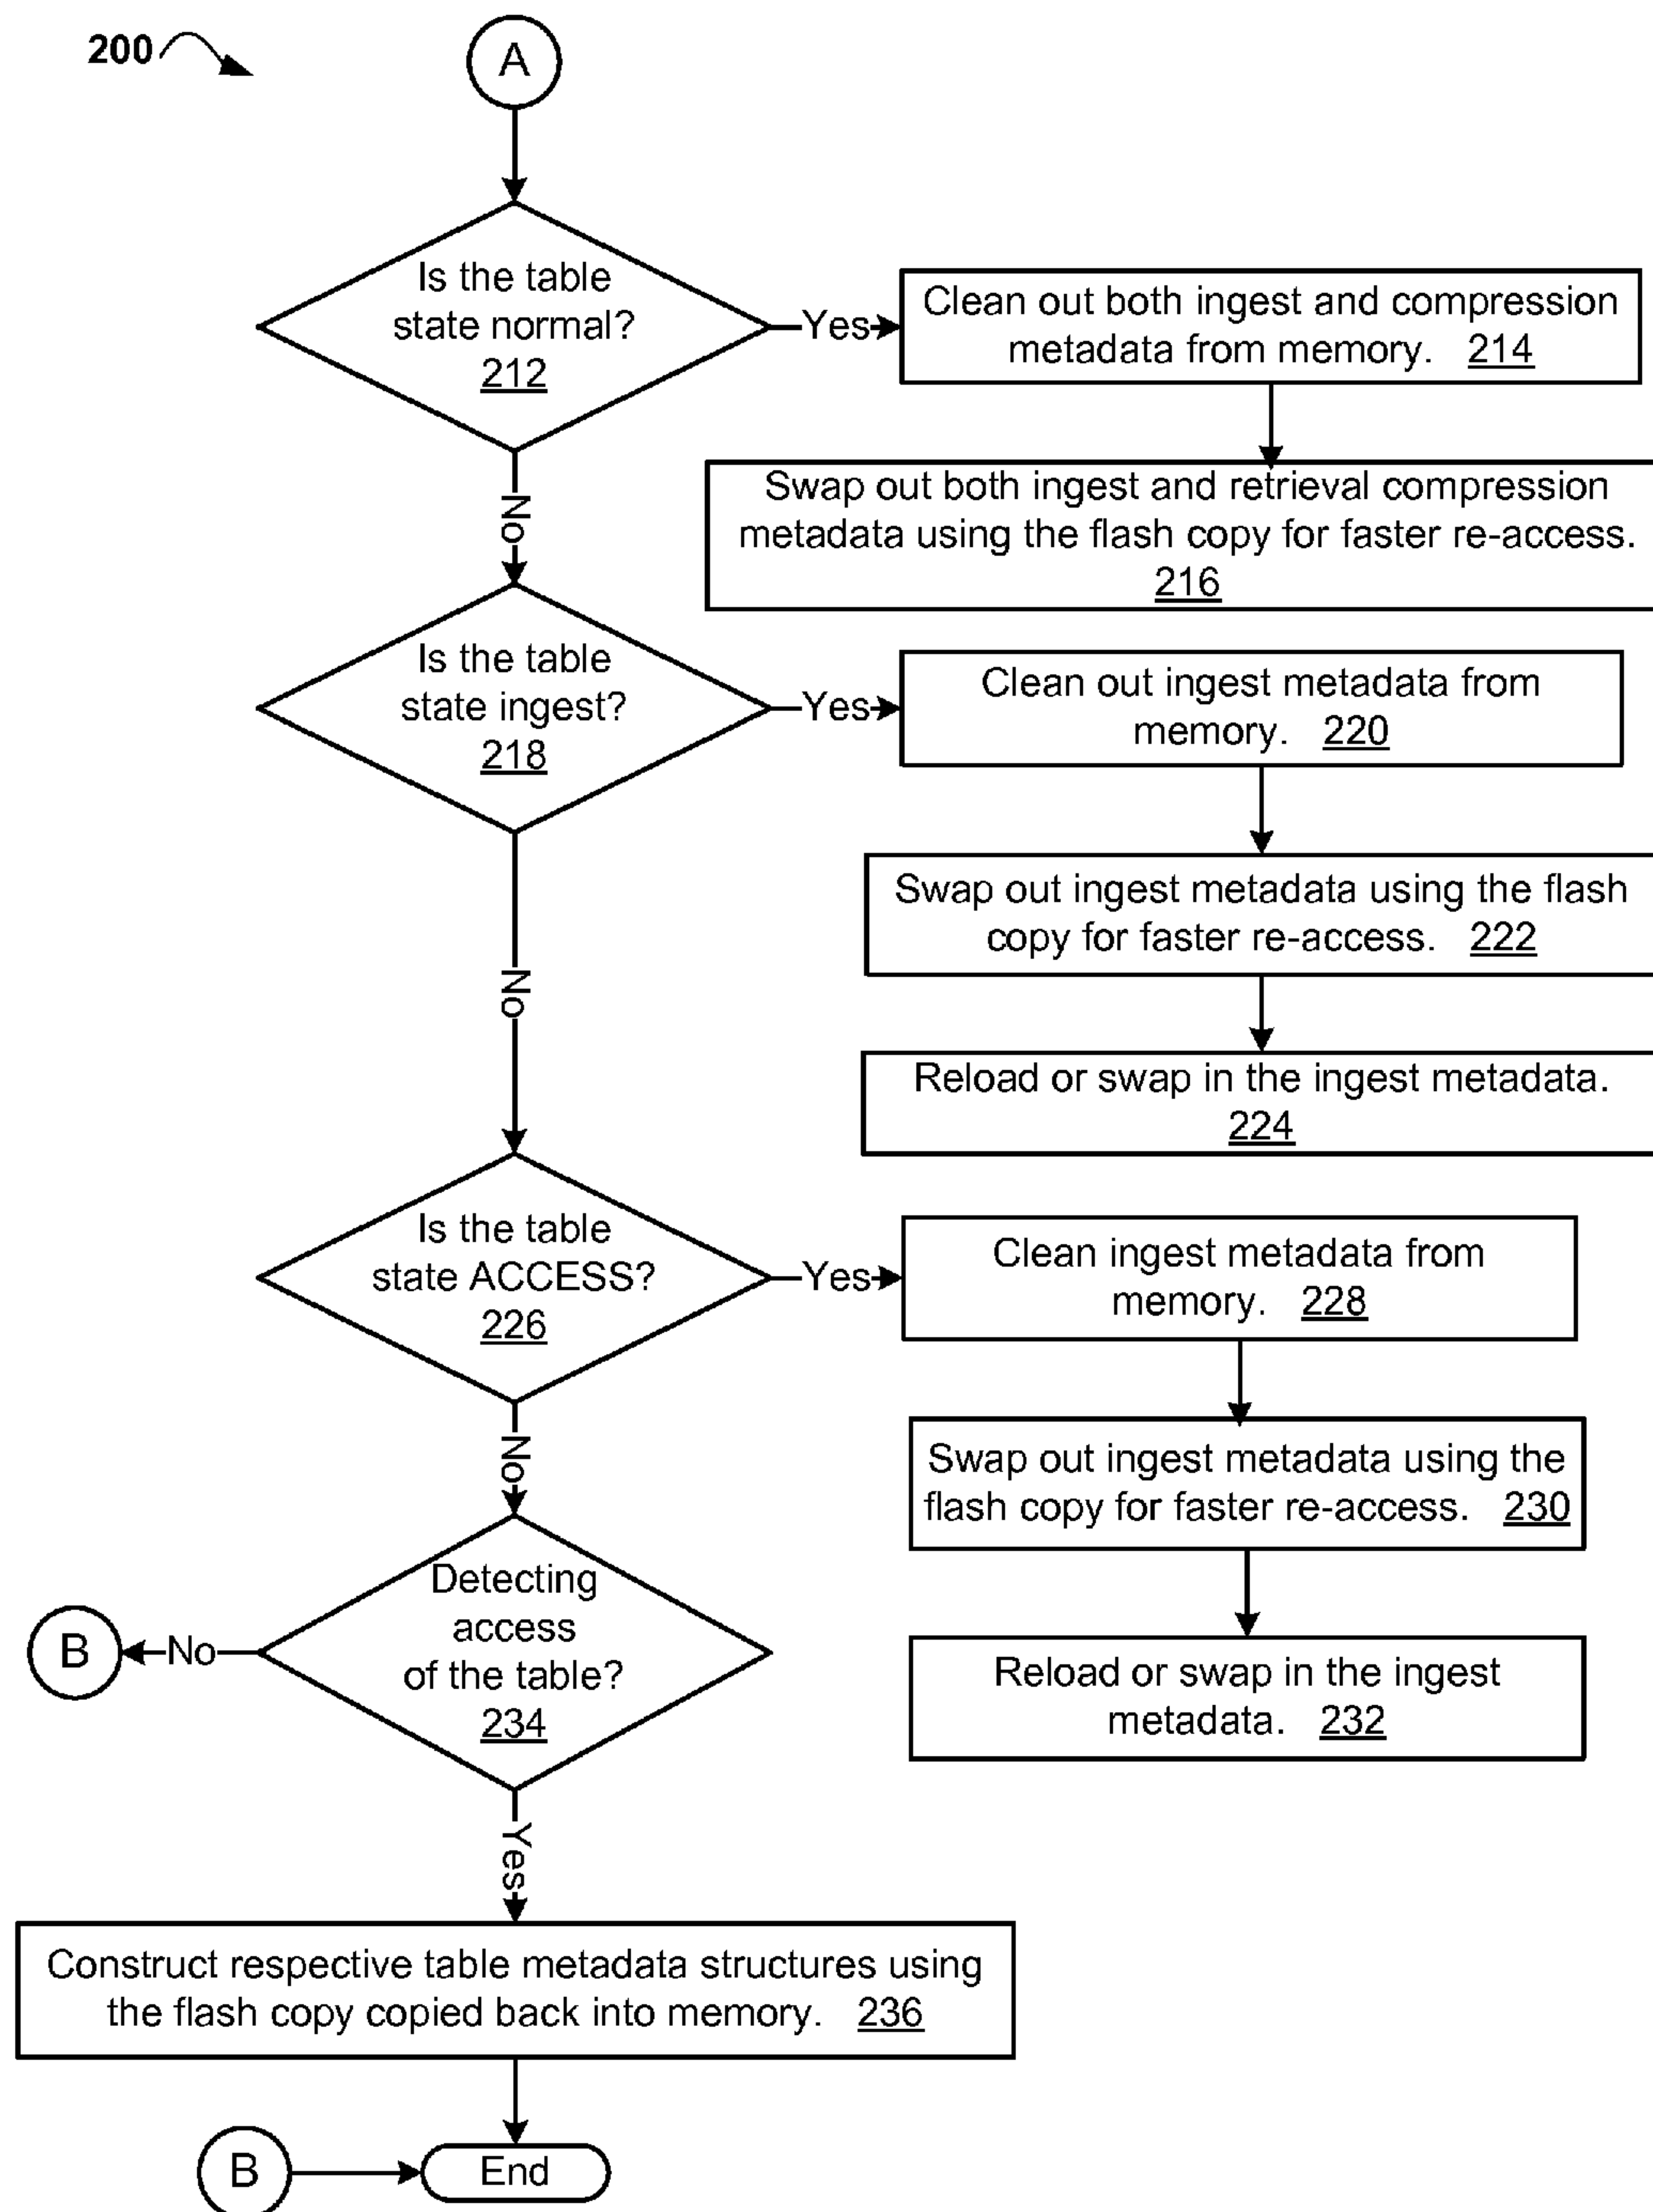 200
A
Is the table
state normal?
212
Yes
Clean out both ingest and compression
metadata from memory. 214
No
Swap out both ingest and retrieval compression
metadata using the flash copy for faster re-access.
216
Is the table
state ingest?
218
Yes
Clean out ingest metadata from
memory. 220
Swap out ingest metadata using the flash
copy for faster re-access. 222
No
Reload or swap in the ingest metadata.
224
Is the table
state ACCESS?
226
Yes
Clean ingest metadata from
memory. 228
No
Swap out ingest metadata using the
flash copy for faster re-access. 230
Detecting
access
of the table?
234
No
B
Reload or swap in the ingest
metadata. 232
Yes
Construct respective table metadata structures using
the flash copy copied back into memory. 236
B
End